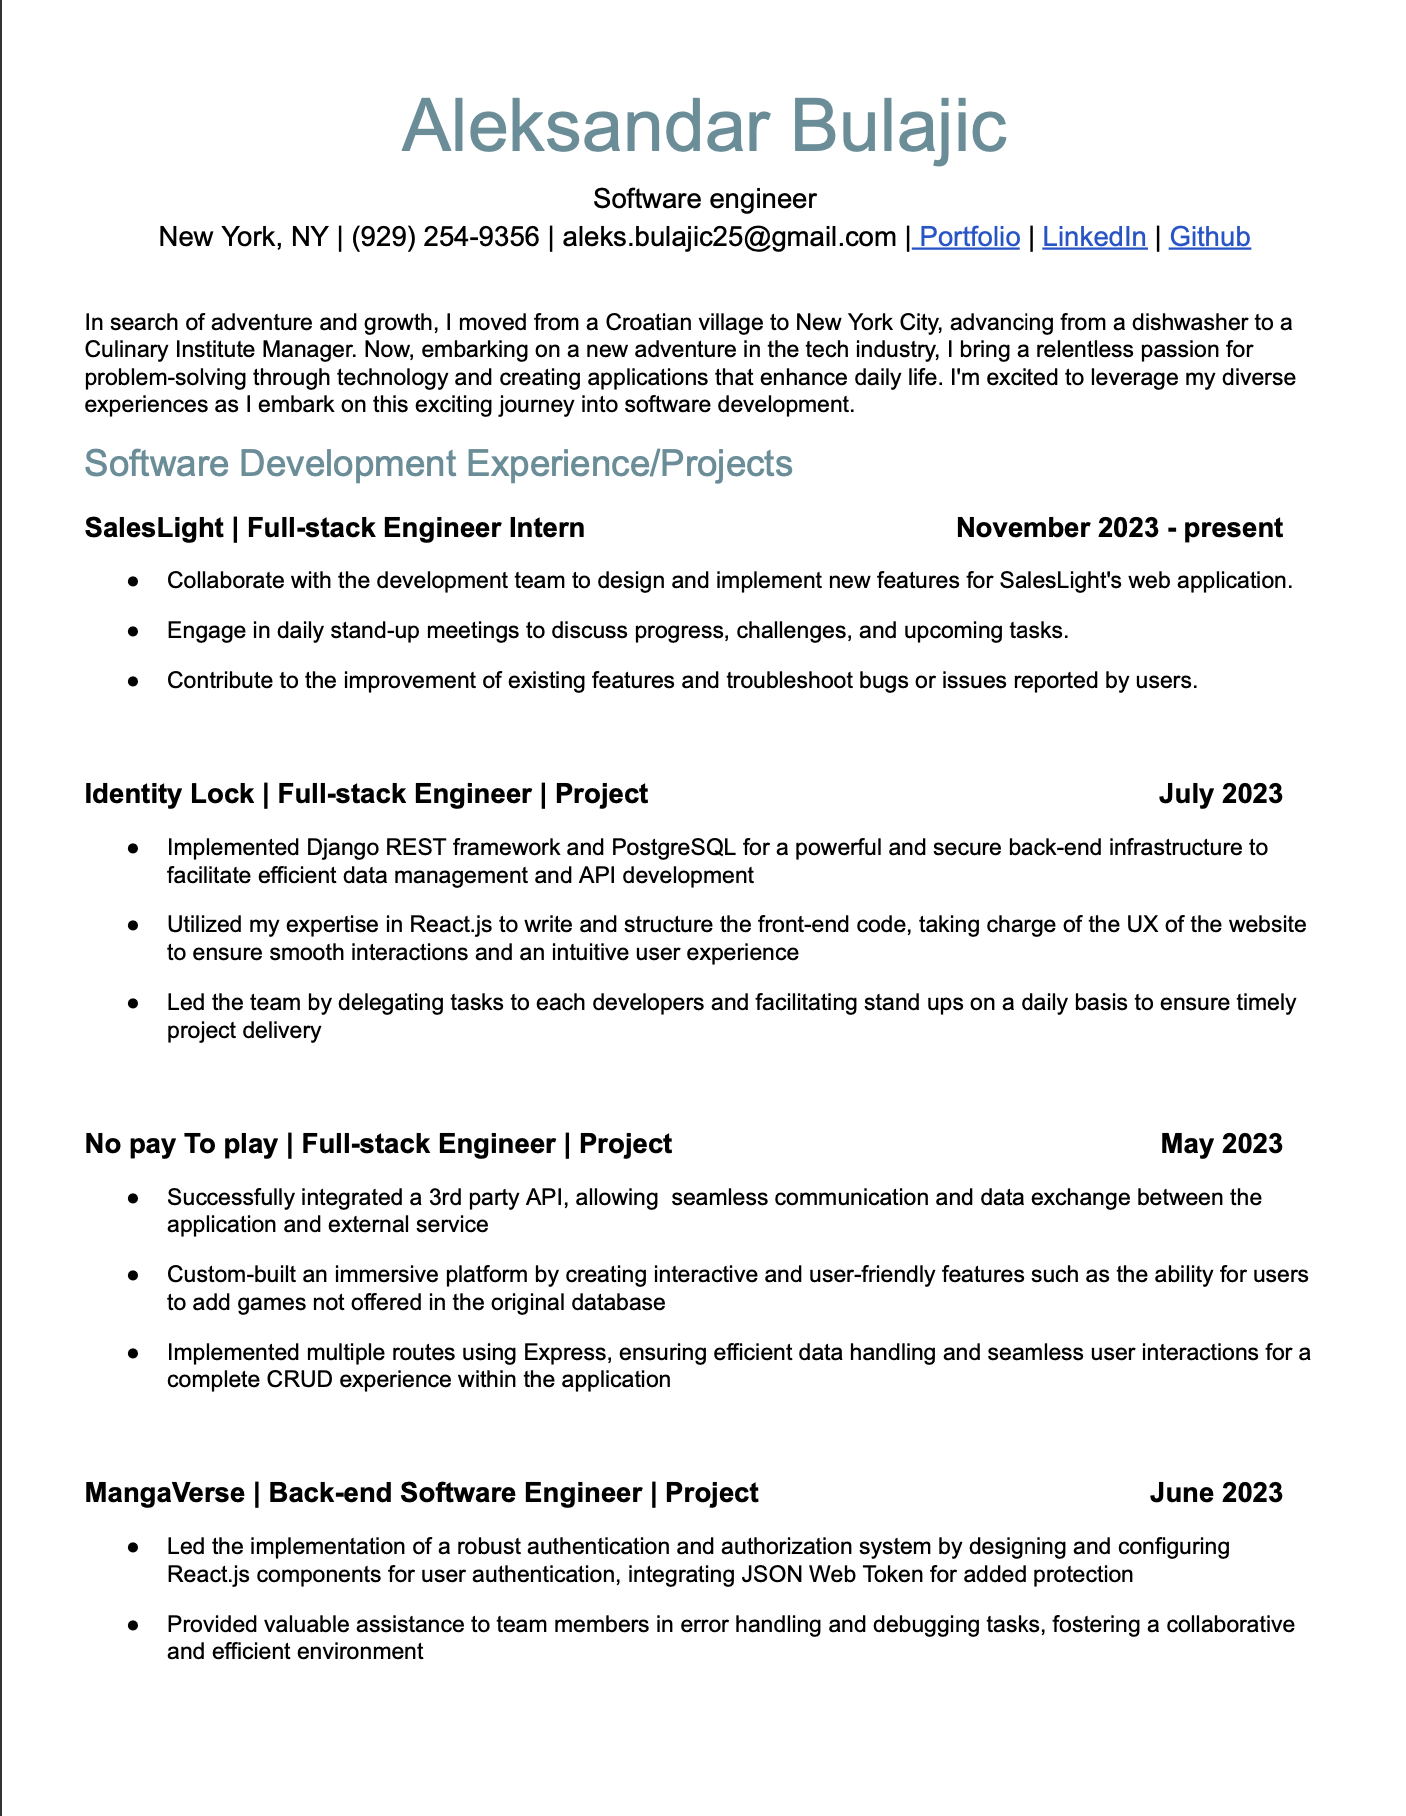 Aleksandar Bulajic
Software engineer
New York, NY | (929) 254-9356 | aleks.bulajic25@gmail.com | Portfolio | LinkedIn | Github
In search of adventure and growth, I moved from a Croatian village to New York City, advancing from a dishwasher to a
Culinary Institute Manager. Now, embarking on a new adventure in the tech industry, I bring a relentless passion for
problem-solving through technology and creating applications that enhance daily life. I'm excited to leverage my diverse
experiences as I embark on this exciting journey into software development.
Software Development Experience/Projects
SalesLight | Full-stack Engineer Intern November 2023 - present
● Collaborate with the development team to design and implement new features for SalesLight's web application.
● Engage in daily stand-up meetings to discuss progress, challenges, and upcoming tasks.
● Contribute to the improvement of existing features and troubleshoot bugs or issues reported by users.
Identity Lock | Full-stack Engineer | Project July 2023
● Implemented Django REST framework and PostgreSQL for a powerful and secure back-end infrastructure to
facilitate efficient data management and API development
● Utilized my expertise in React.js to write and structure the front-end code, taking charge of the UX of the website
to ensure smooth interactions and an intuitive user experience
● Led the team by delegating tasks to each developers and facilitating stand ups on a daily basis to ensure timely
project delivery
No pay To play | Full-stack Engineer | Project May 2023
● Successfully integrated a 3rd party API, allowing  seamless communication and data exchange between the
application and external service
● Custom-built an immersive platform by creating interactive and user-friendly features such as the ability for users
to add games not offered in the original database
● Implemented multiple routes using Express, ensuring efficient data handling and seamless user interactions for a
complete CRUD experience within the application
MangaVerse | Back-end Software Engineer | Project June 2023
● Led the implementation of a robust authentication and authorization system by designing and configuring
React.js components for user authentication, integrating JSON Web Token for added protection
● Provided valuable assistance to team members in error handling and debugging tasks, fostering a collaborative
and efficient environment